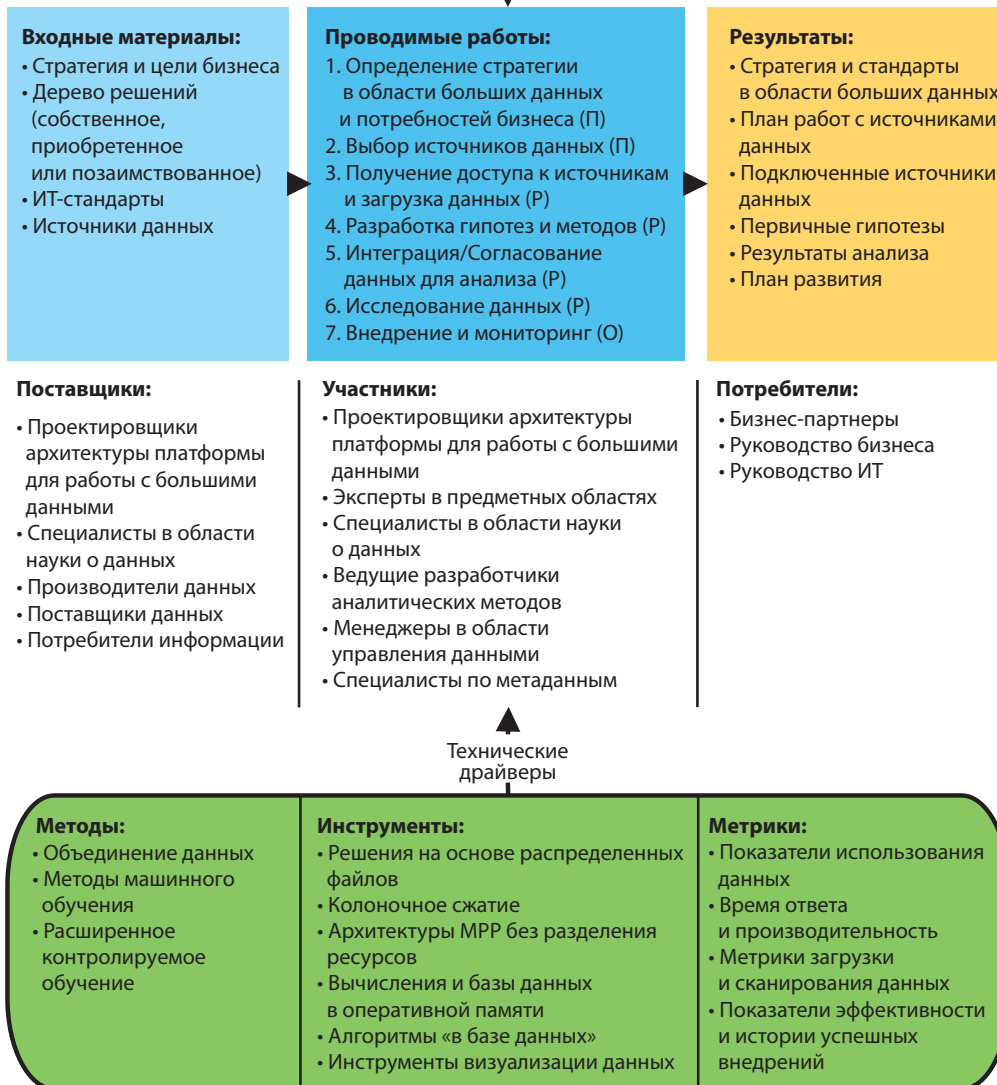 Входные материалы:
• Стратегия и цели бизнеса
• Дерево решений
(собственное,
приобретенное
или позаимствованное)
• ИТ-стандарты
• Источники данных
Проводимые работы:
1. Определение стратегии
в области больших данных
и потребностей бизнеса (П)
2. Выбор источников данных (П)
3. Получение доступа к источникам
и загрузка данных (Р)
4. Разработка гипотез и методов (Р)
5. Интеграция/Согласование
данных для анализа (Р)
6. Исследование данных (Р)
7. Внедрение и мониторинг (О)
Результаты:
• Стратегия и стандарты
в области больших данных
• План работ с источниками
данных
• Подключенные источники
данных
• Первичные гипотезы
• Результаты анализа
• План развития
Поставщики:
• Проектировщики
архитектуры платформы
для работы с большими
данными
• Специалисты в области
науки о данных
• Производители данных
• Поставщики данных
• Потребители информации
Участники:
• Проектировщики архитектуры
платформы для работы с большими
данными
• Эксперты в предметных областях
• Специалисты в области науки
о данных
• Ведущие разработчики
аналитических методов
• Менеджеры в области
управления данными
• Специалисты по метаданным
Потребители:
• Бизнес-партнеры
• Руководство бизнеса
• Руководство ИТ
Технические
драйверы
Методы:
• Объединение данных
• Методы машинного
обучения
• Расширенное
контролируемое
обучение
Инструменты:
• Решения на основе распределенных
файлов
• Колоночное сжатие
• Архитектуры MPP без разделения
ресурсов
• Вычисления и базы данных
в оперативной памяти
• Алгоритмы «в базе данных»
• Инструменты визуализации данных
Метрики:
• Показатели использования
данных
• Время ответа
и производительность
• Метрики загрузки
и сканирования данных
• Показатели эффективности
и истории успешных
внедрений